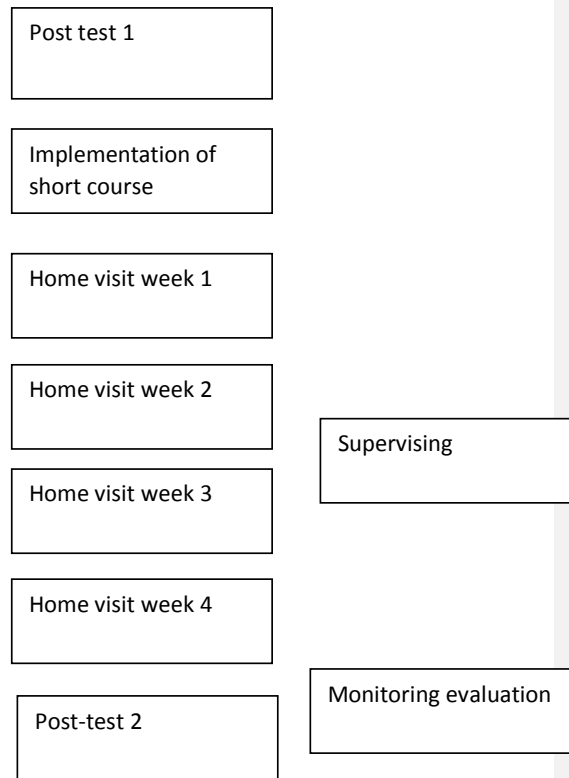 Post test 1
Implementation of
short course
Home visit week 1
Home visit week 2
Supervising
Home visit week 3
Home visit week 4
Monitoring evaluation
Post-test 2